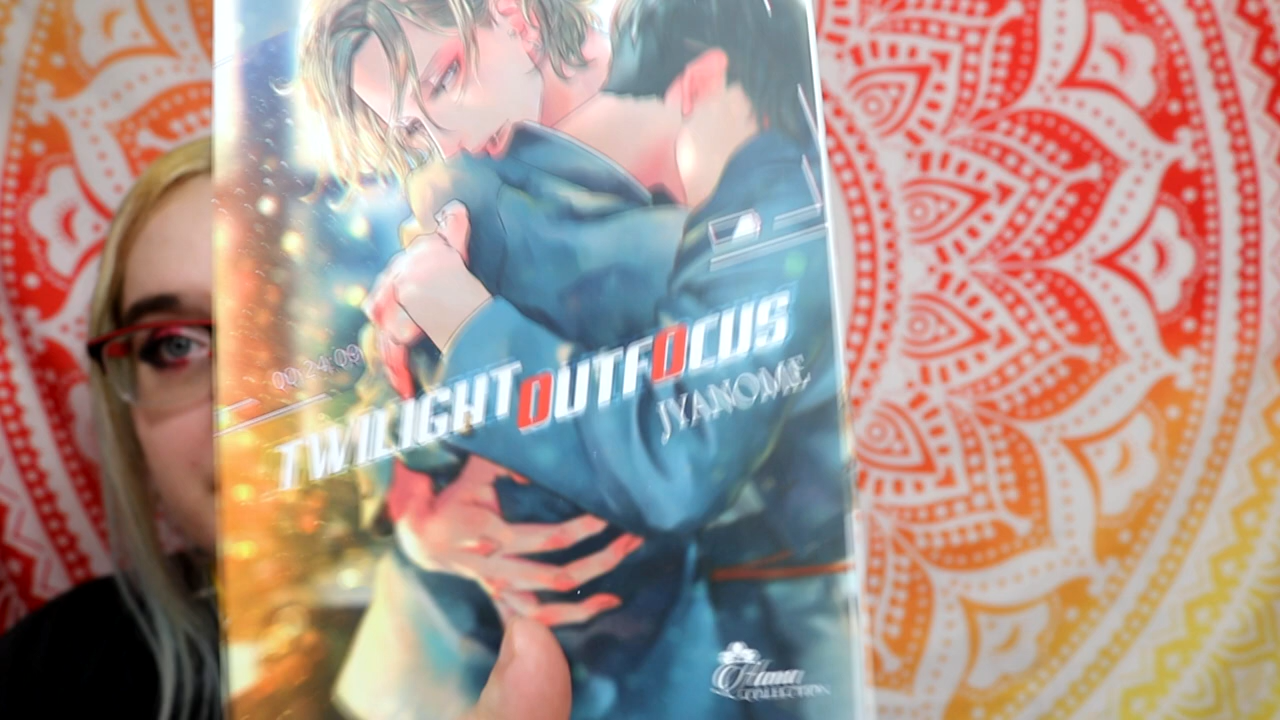 00:24:09
TWILIGHT OUTFOCUS
JYANOME
Hana
COLLECTION